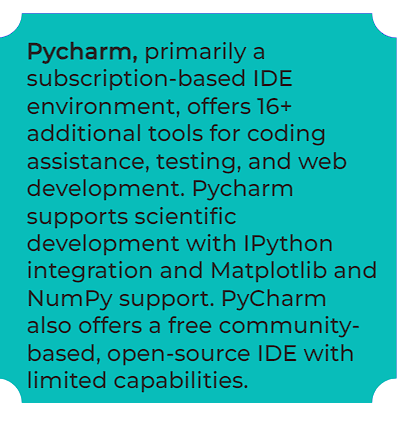 Pycharm, primarily a
subscription-based IDE
environment, offers 16+
additional tools for coding
assistance, testing, and web
development. Pycharm
supports scientific
development with IPython
integration and Matplotlib and
NumPy support. PyCharm
also offers a free community-
based, open-source IDE with
limited capabilities.